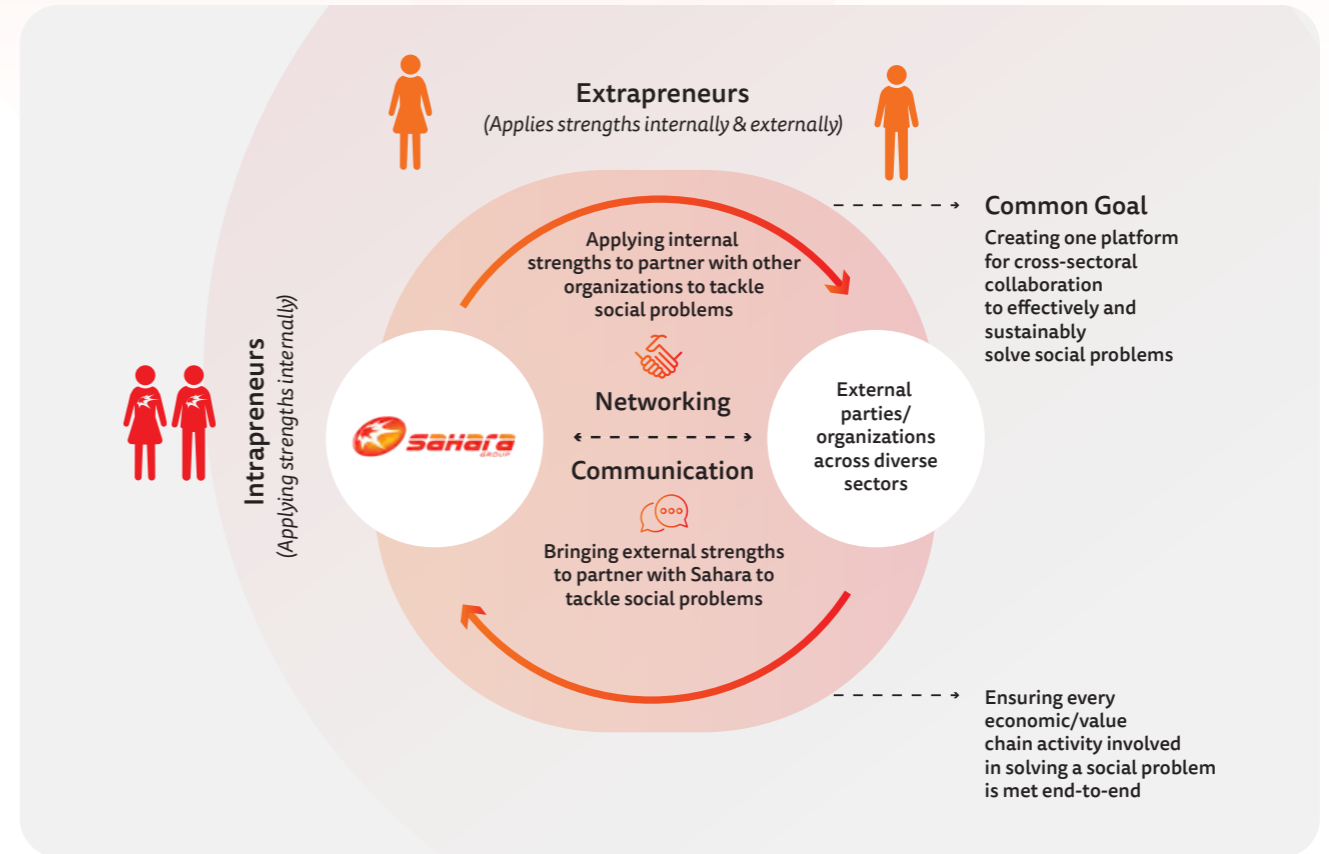 Extrapreneurs
(Applies strengths internally & externally)
Common Goal
Creating one platform
for cross-sectoral
collaboration
to effectively and
sustainably
solve social problems
Applying internal
strengths to partner with other
organizations to tackle
social problems
Intrapreneurs
(Applying strengths internally)
sahara
GROUP
Networking
Communication
External
parties/
organizations
across diverse
sectors
Bringing external strengths
to partner with Sahara to
tackle social problems
Ensuring every
economic/value
chain activity involved
in solving a social problem
is met end-to-end